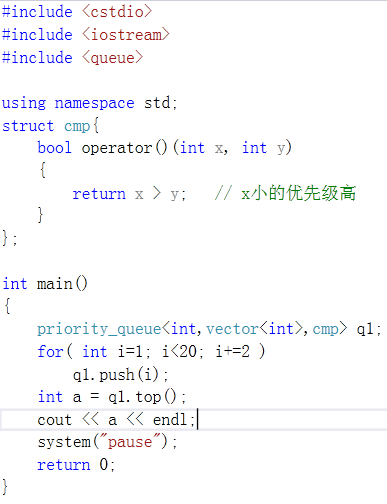 #include <cstdio>
#include <iostream>
#include <queue>

using namespace std;
struct cmp{
    bool operator()(int x, int y)
    {
        return x > y;   // x小的优先级高
    }
};

int main()
{
    priority_queue<int,vector<int>,cmp> q1;
    for( int i=1; i<20; i+=2 )
        q1.push(i);
    int a = q1.top();
    cout << a << endl;
    system("pause");
    return 0;
}